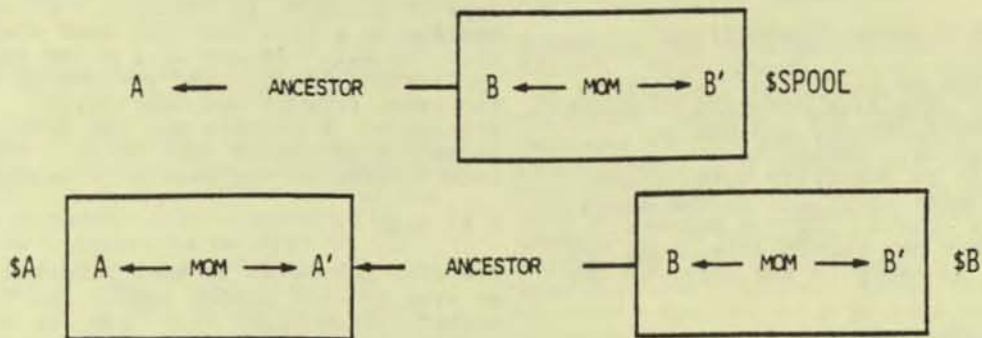 A ANCESTOR B MOM B' $SPOOL
$A A MOM A' ANCESTOR B MOM B' $B